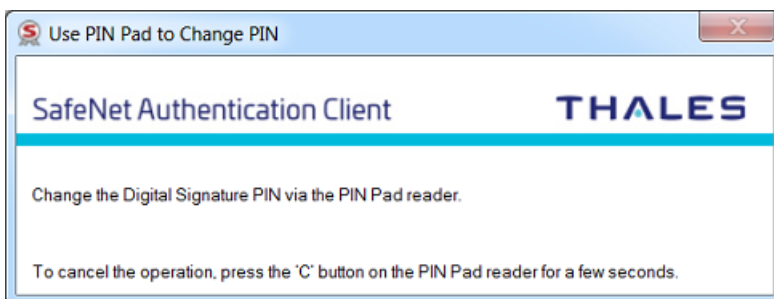 Use PIN Pad to Change PIN
SafeNet Authentication Client
THALES
Change the Digital Signature PIN via the PIN Pad reader.
To cancel the operation, press the 'C' button on the PIN Pad reader for a few seconds.